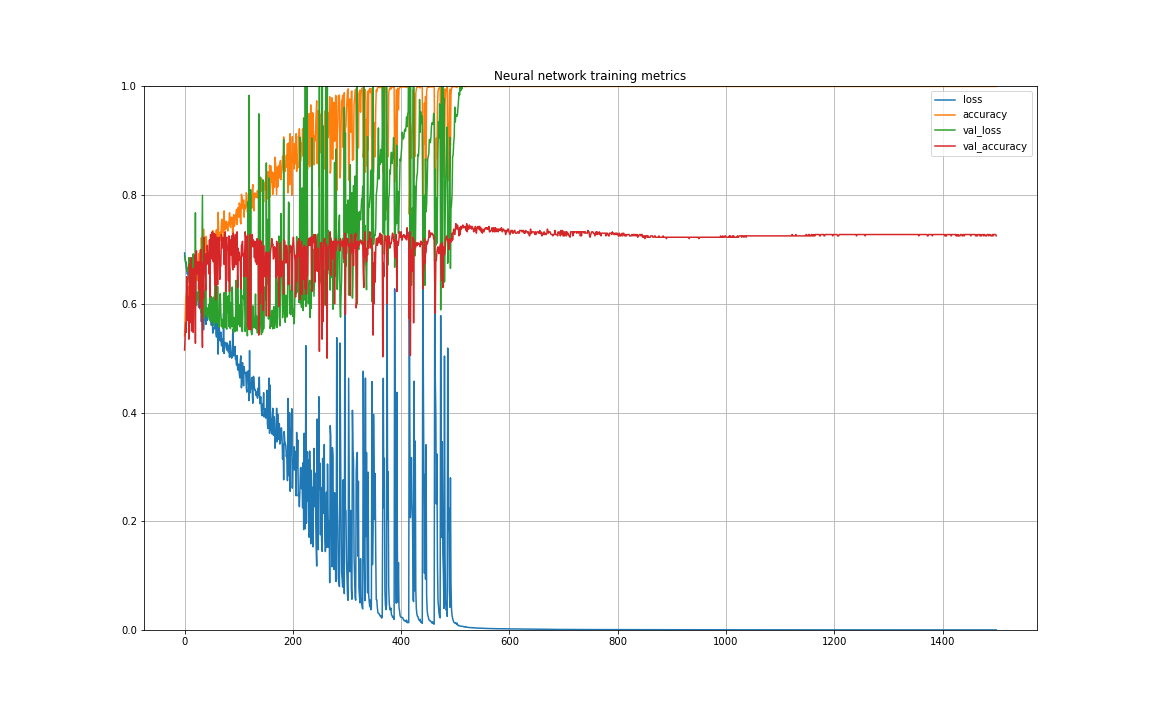 Neural network training metrics
1.0
0.8
0.6
0.4
0.2
0.0
0 200 400 600 800 1000 1200 1400
loss
accuracy
val_loss
val_accuracy